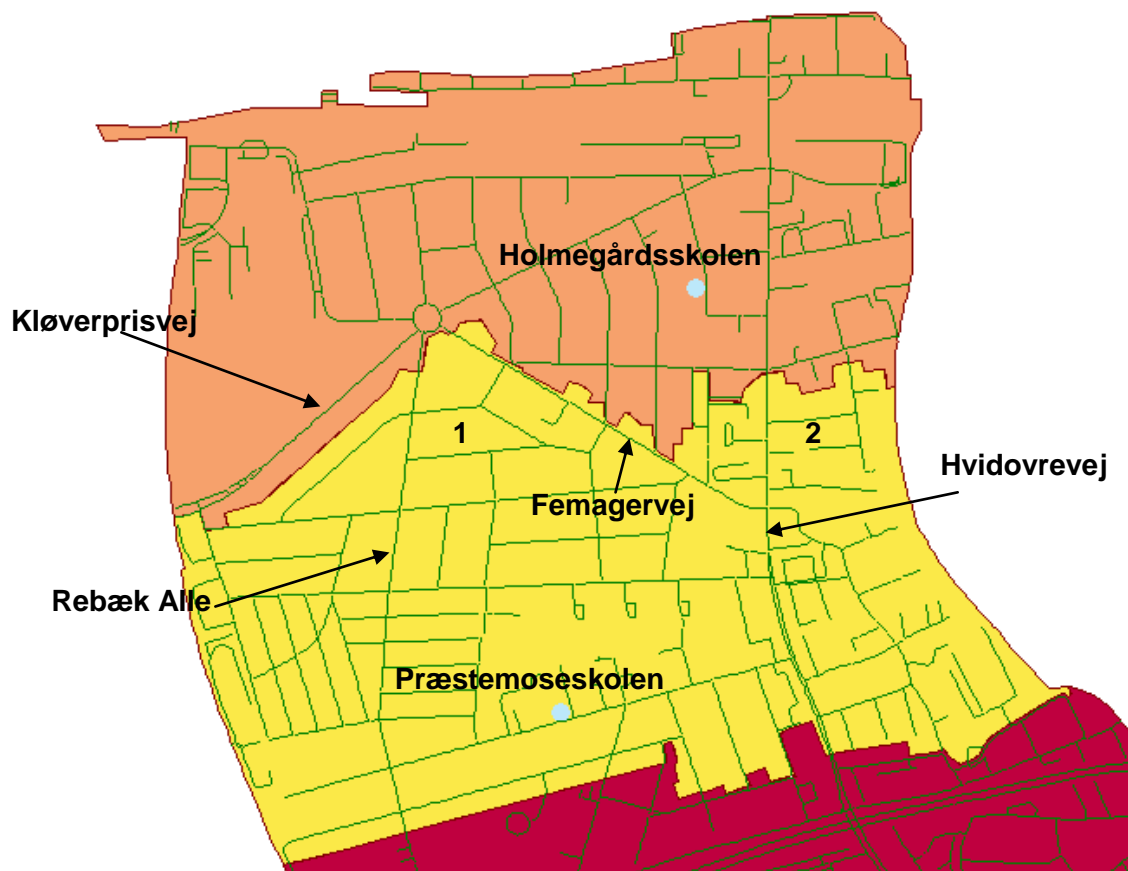 Holmegårdsskolen
Kløverprisvej
1
2
Hvidovrevej
Femagervej
Rebæk Alle
Præstemoseskolen